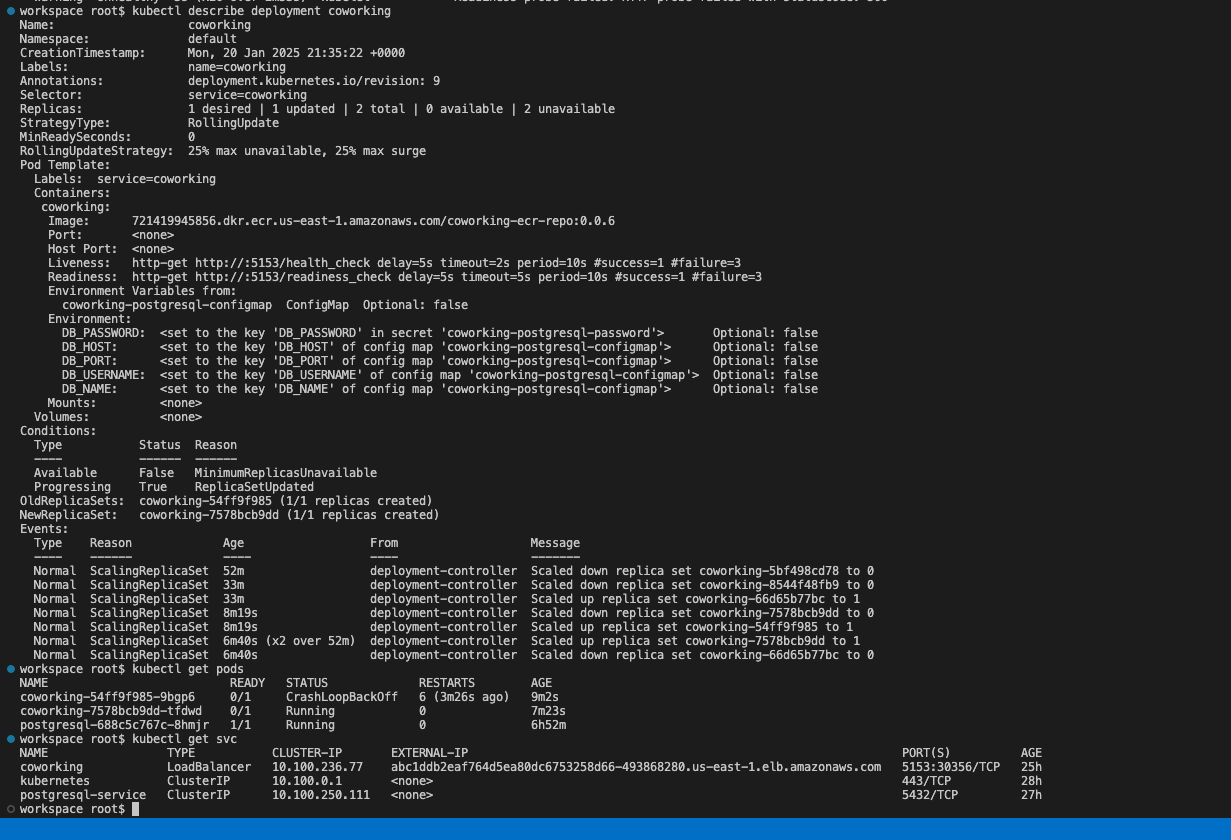 workspace root$ kubectl describe deployment coworking
Name:                   coworking
Namespace:              default
CreationTimestamp:      Mon, 20 Jan 2025 21:35:22 +0000
Labels:                 name=coworking
Annotations:            deployment.kubernetes.io/revision: 9
Selector:               service=coworking
Replicas:               1 desired | 1 updated | 2 total | 0 available | 2 unavailable
StrategyType:           RollingUpdate
MinReadySeconds:        0
RollingUpdateStrategy:  25% max unavailable, 25% max surge
Pod Template:
  Labels:  service=coworking
  Containers:
   coworking:
    Image:      721419945856.dkr.ecr.us-east-1.amazonaws.com/coworking-ecr-repo:0.0.6
    Port:       <none>
    Host Port:  <none>
    Liveness:   http-get http://:5153/health_check delay=5s timeout=2s period=10s #success=1 #failure=3
    Readiness:  http-get http://:5153/readiness_check delay=5s timeout=5s period=10s #success=1 #failure=3
    Environment Variables from:
      coworking-postgresql-configmap  ConfigMap  Optional: false
    Environment:
      DB_PASSWORD:  <set to the key 'DB_PASSWORD' in secret 'coworking-postgresql-password'>       Optional: false
      DB_HOST:      <set to the key 'DB_HOST' of config map 'coworking-postgresql-configmap'>      Optional: false
      DB_PORT:      <set to the key 'DB_PORT' of config map 'coworking-postgresql-configmap'>      Optional: false
      DB_USERNAME:  <set to the key 'DB_USERNAME' of config map 'coworking-postgresql-configmap'>  Optional: false
      DB_NAME:      <set to the key 'DB_NAME' of config map 'coworking-postgresql-configmap'>      Optional: false
    Mounts:         <none>
  Volumes:          <none>
Conditions:
  Type           Status  Reason
  ----           ------  ------
  Available      False   MinimumReplicasUnavailable
  Progressing    True    ReplicaSetUpdated
OldReplicaSets:  coworking-54ff9f985 (1/1 replicas created)
NewReplicaSet:   coworking-7578bcb9dd (1/1 replicas created)
Events:
  Type    Reason             Age                  From                   Message
  ----    ------             ----                 ----                   -------
  Normal  ScalingReplicaSet  52m                  deployment-controller  Scaled down replica set coworking-5bf498cd78 to 0
  Normal  ScalingReplicaSet  33m                  deployment-controller  Scaled down replica set coworking-8544f48fb9 to 0
  Normal  ScalingReplicaSet  33m                  deployment-controller  Scaled up replica set coworking-66d65b77bc to 1
  Normal  ScalingReplicaSet  8m19s                deployment-controller  Scaled down replica set coworking-7578bcb9dd to 0
  Normal  ScalingReplicaSet  8m19s                deployment-controller  Scaled up replica set coworking-54ff9f985 to 1
  Normal  ScalingReplicaSet  6m40s (x2 over 52m)  deployment-controller  Scaled up replica set coworking-7578bcb9dd to 1
  Normal  ScalingReplicaSet  6m40s                deployment-controller  Scaled down replica set coworking-66d65b77bc to 0
workspace root$ kubectl get pods
NAME                          READY   STATUS             RESTARTS        AGE
coworking-54ff9f985-9bgp6     0/1     CrashLoopBackOff   6 (3m26s ago)   9m2s
coworking-7578bcb9dd-tfdwd    0/1     Running            0               7m23s
postgresql-688c5c767c-8hmjr   1/1     Running            0               6h52m
workspace root$ kubectl get svc
NAME                 TYPE           CLUSTER-IP       EXTERNAL-IP                                                              PORT(S)          AGE
coworking            LoadBalancer   10.100.236.77    abc1ddb2eaf764d5ea80dc6753258d66-493868280.us-east-1.elb.amazonaws.com   5153:30356/TCP   25h
kubernetes           ClusterIP      10.100.0.1       <none>                                                                   443/TCP          28h
postgresql-service   ClusterIP      10.100.250.111   <none>                                                                   5432/TCP         27h
workspace root$